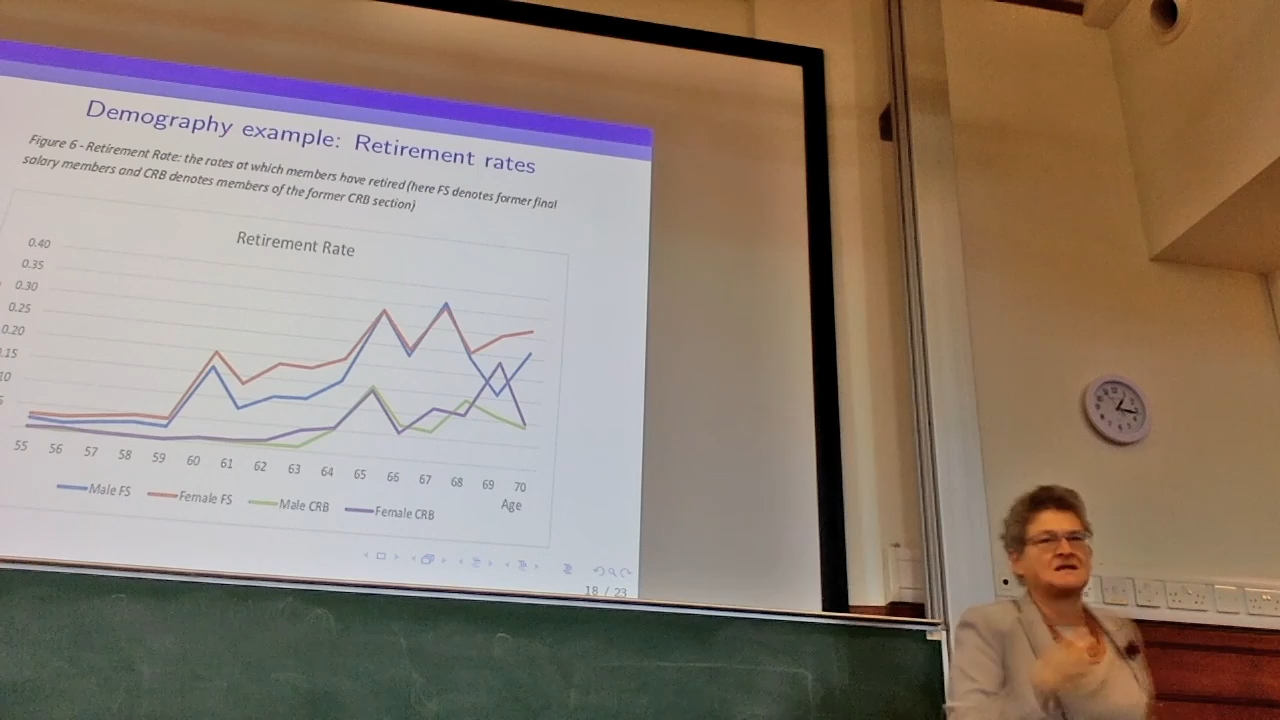 Demography example: Retirement rates
Figure 6 - Retirement Rate: the rates at which members have retired (here FS denotes former final
salary members and CRB denotes members of the former CRB section)
Retirement Rate
0.40
0.35
0.30
0.25
0.20
.15
10
5
55 56 57 58 59 60 61 62 63 64 65 66 67 68 69 70
Age
Male FS Female FS Male CRB Female CRB
18 / 23